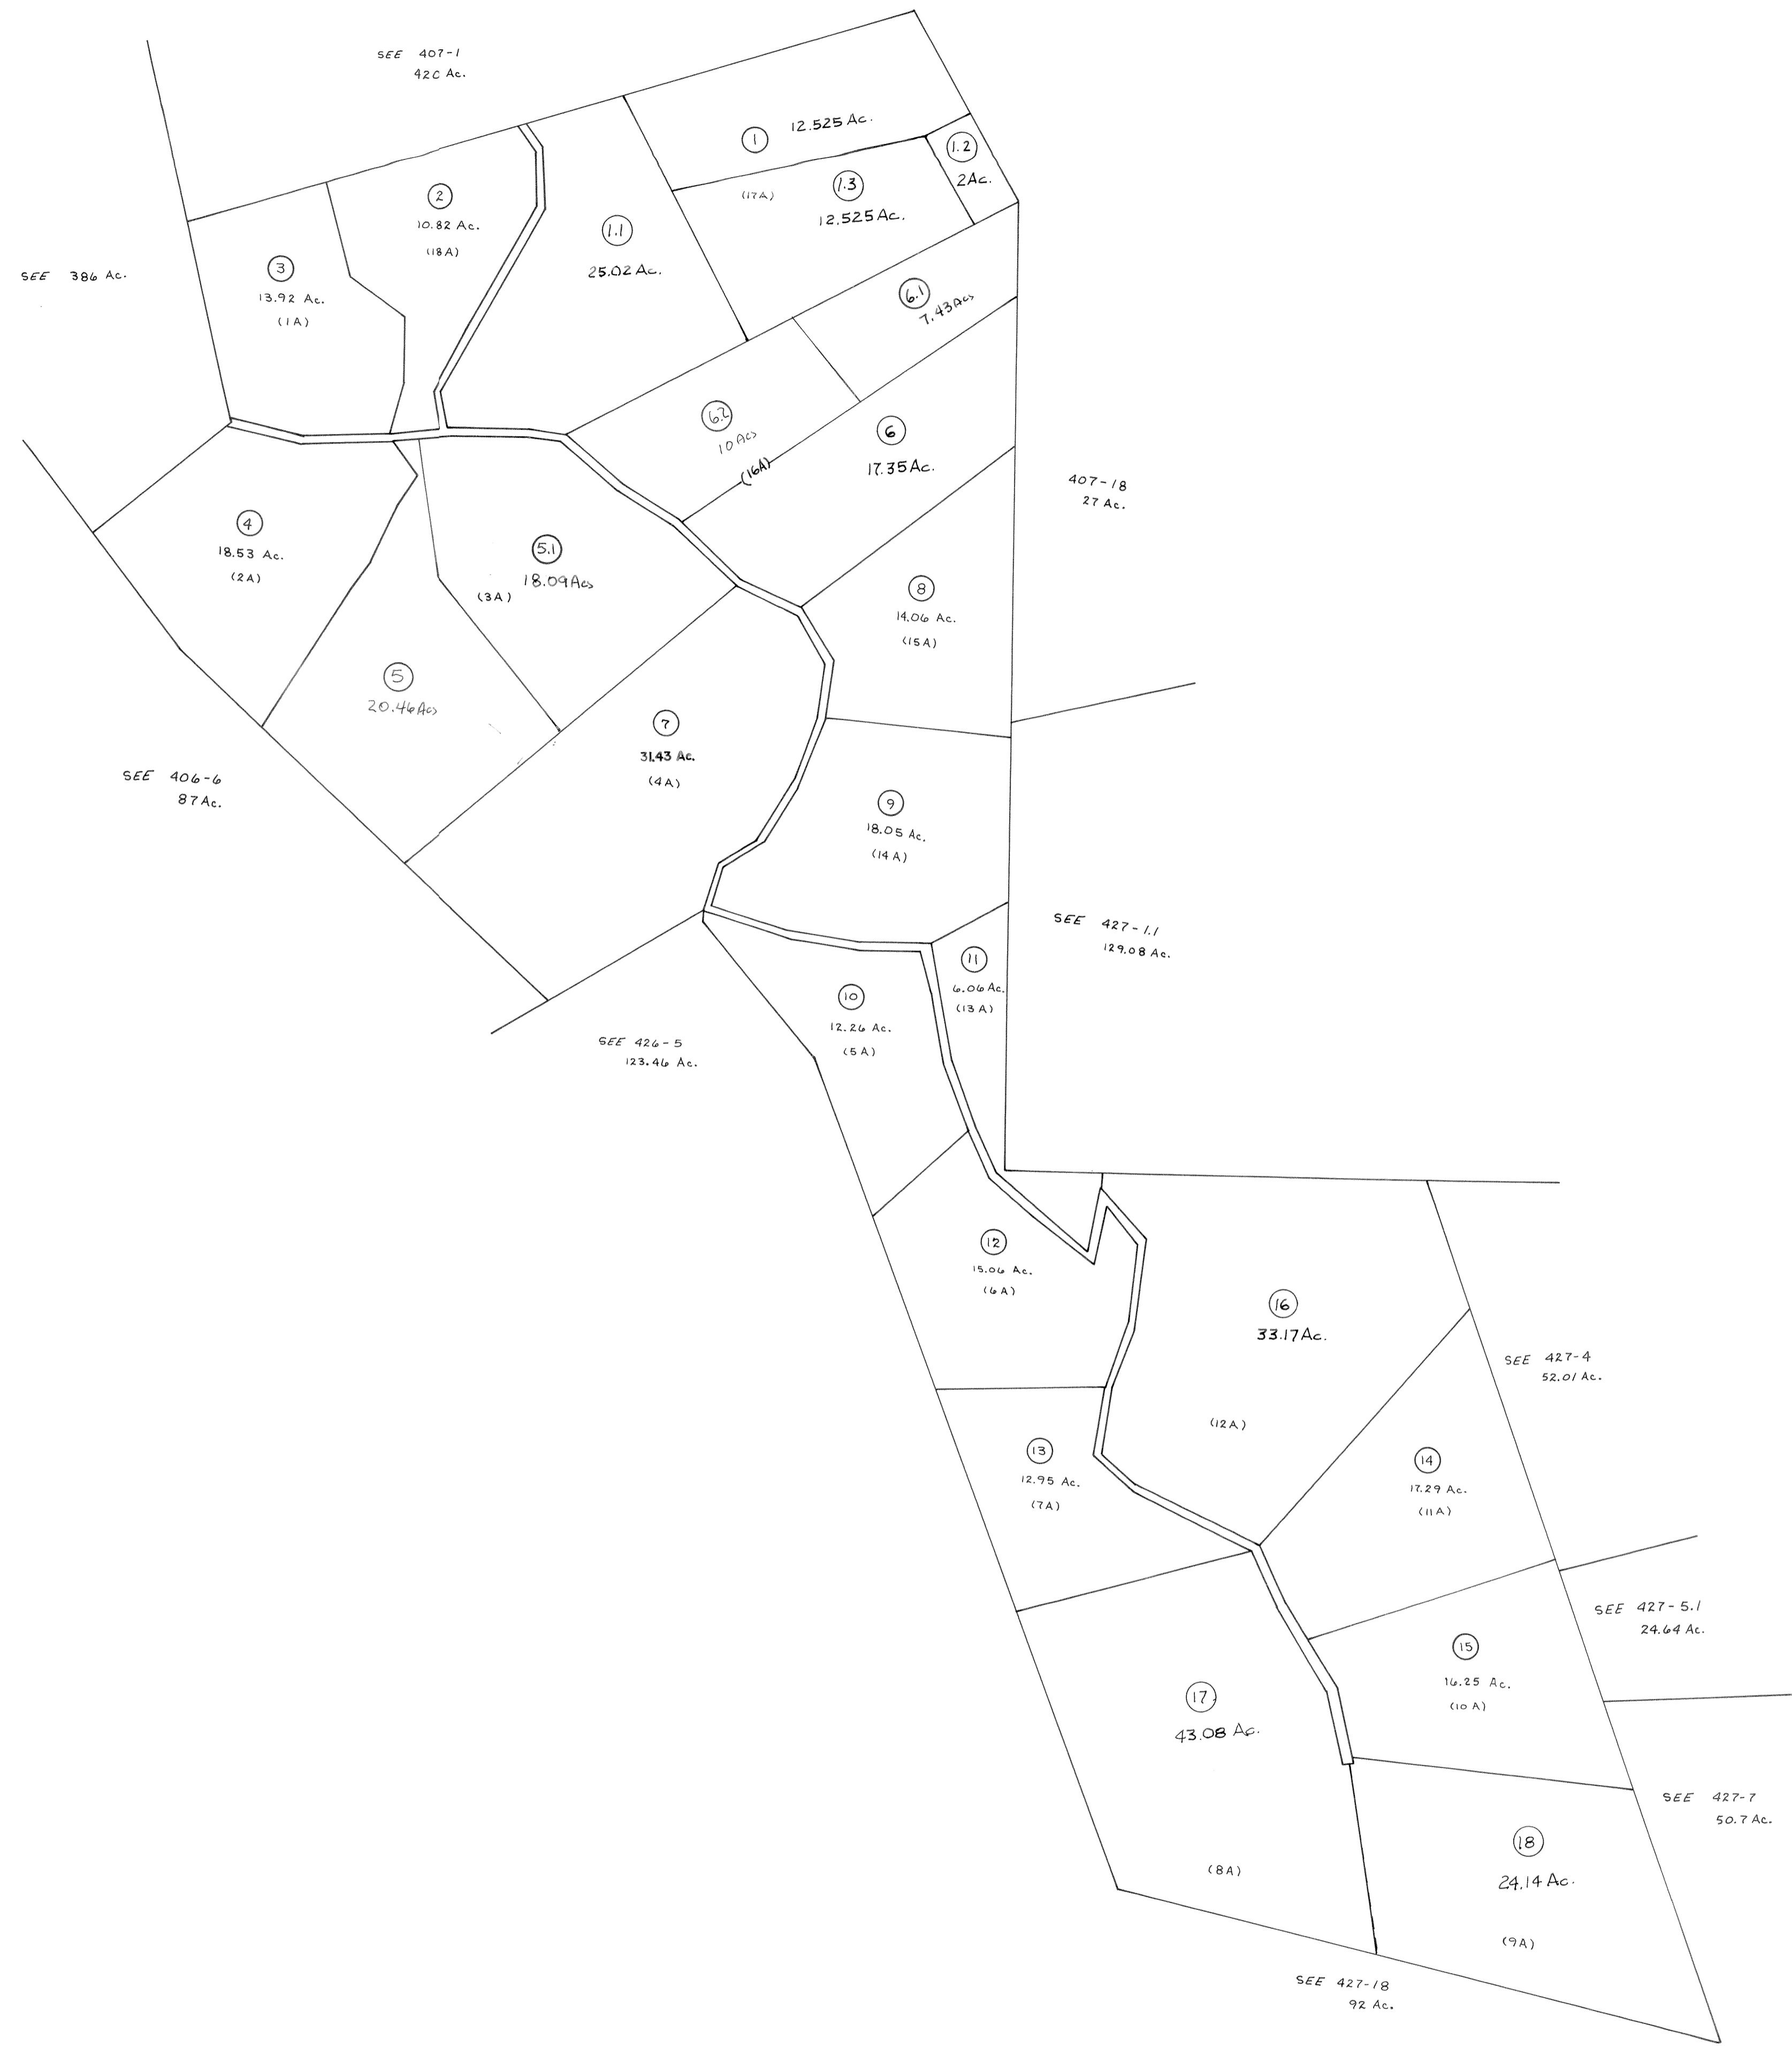 SEE 407-1
42C Ac.
1 12.525 Ac.
1.2
2Ac.
(17A)
1.3
12.525 Ac.
2
10.82 Ac.
(18A)
1.1
25.02 Ac.
SEE 386 Ac.
3
13.92 Ac.
(1A)
6.1
7.43 Acs
6.2
10 Acs
(16A)
6
17.35 Ac.
407-18
27 Ac.
4
18.53 Ac.
(2A)
5.1
18.09 Acs
(3A)
8
14.06 Ac.
(15A)
5
20.46 Acs
7
31.43 Ac.
(4A)
SEE 406-6
87 Ac.
9
18.05 Ac.
(14A)
SEE 427-1.1
129.08 Ac.
11
6.06 Ac.
(13A)
10
12.26 Ac.
(5A)
SEE 426-5
123.46 Ac.
12
15.06 Ac.
(6A)
16
33.17 Ac.
(12A)
SEE 427-4
52.01 Ac.
13
12.95 Ac.
(7A)
14
17.29 Ac.
(11A)
SEE 427-5.1
24.64 Ac.
15
16.25 Ac.
(10A)
17.
43.08 Ac.
(8A)
SEE 427-7
50.7 Ac.
18
24.14 Ac.
(9A)
SEE 427-18
92 Ac.